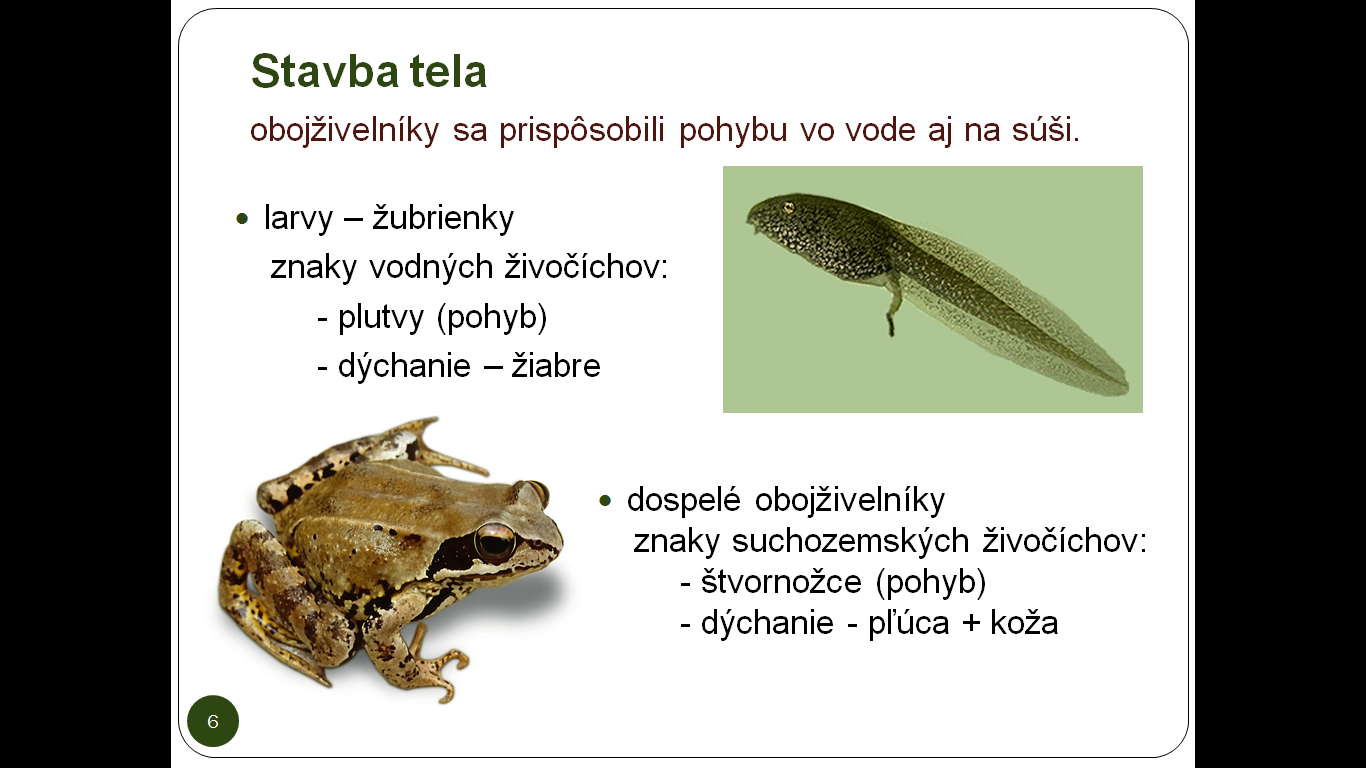 Stavba tela
obojživelníky sa prispôsobili pohybu vo vode aj na súši.
• larvy – žubrienky
znaky vodných živočíchov:
- plutvy (pohyb)
- dýchanie – žiabre
• dospelé obojživelníky
znaky suchozemských živočíchov:
- štvornožce (pohyb)
- dýchanie - pľúca + koža
6